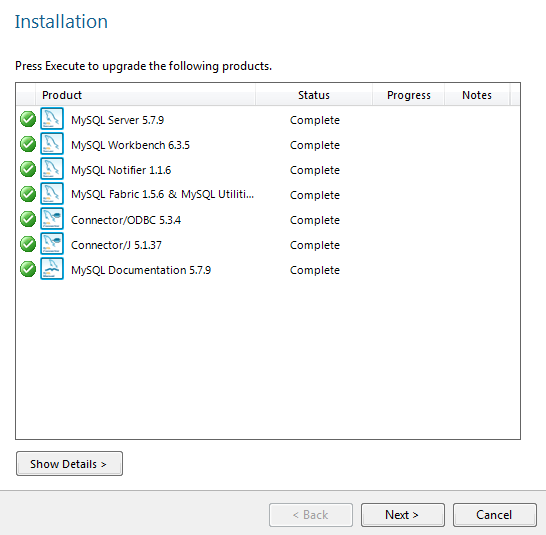 Installation
Press Execute to upgrade the following products.
Product Status Progress Notes
MySQL Server 5.7.9 Complete
MySQL Workbench 6.3.5 Complete
MySQL Notifier 1.1.6 Complete
MySQL Fabric 1.5.6 & MySQL Utiliti... Complete
Connector/ODBC 5.3.4 Complete
Connector/J 5.1.37 Complete
MySQL Documentation 5.7.9 Complete
Show Details >
< Back Next > Cancel